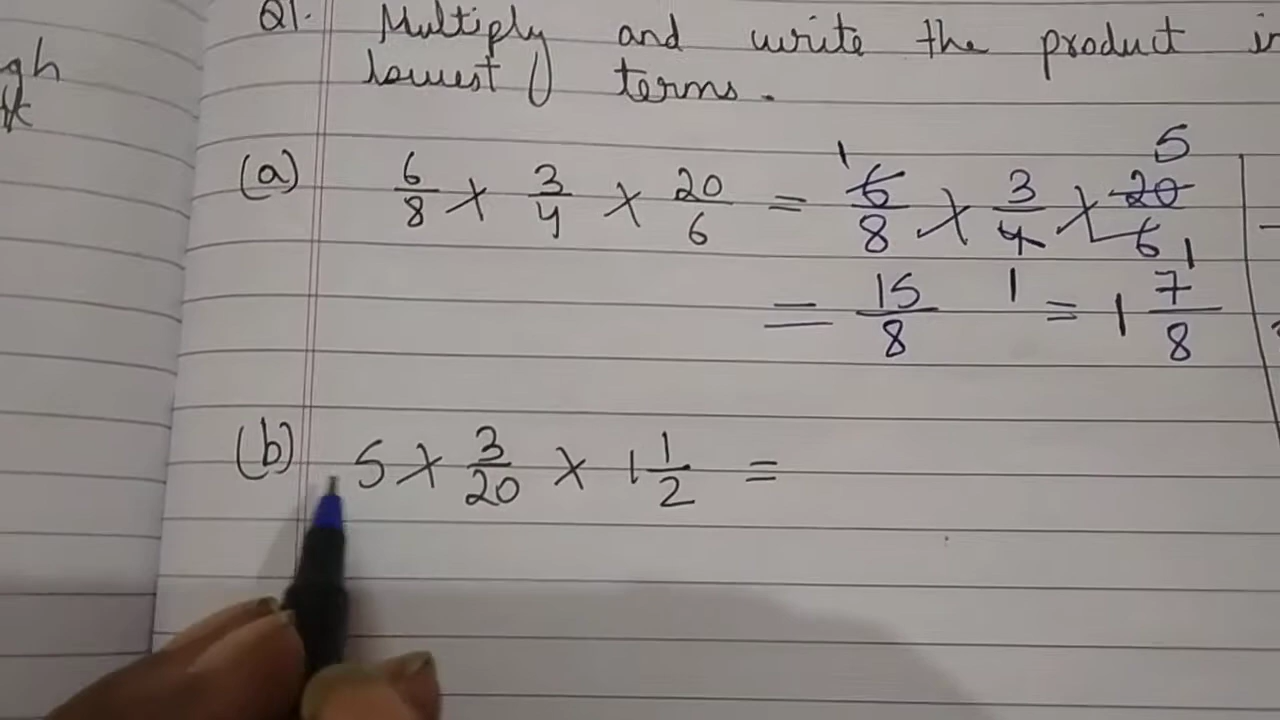 gh
Q1. Multiply and write the product in
lowest terms.
(a) 6/8 × 3/4 × 20/6 = 1 6/8 × 3/4 1 × 20 5/6 1
= 15/8 = 1 7/8
(b) 5 × 3/20 × 1 1/2 =